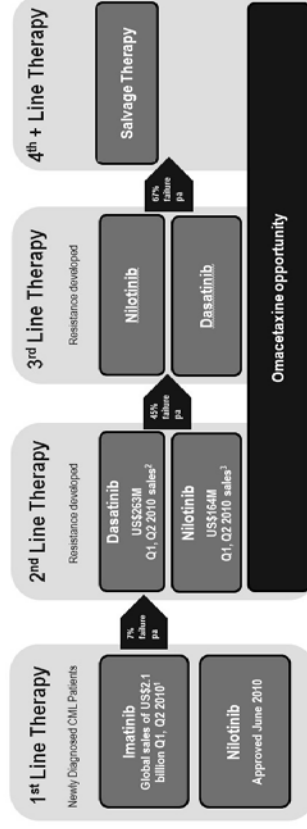 1st Line Therapy
Newly Diagnosed CML Patients
Imatinib
Global sales of US$2.1
billion Q1, Q2 2010¹
Nilotinib
Approved June 2010
7%
failure
pa
2nd Line Therapy
Resistance developed
Dasatinib
US$263M
Q1, Q2 2010 sales²
Nilotinib
US$164M
Q1, Q2 2010 sales³
45%
failure
pa
3rd Line Therapy
Resistance developed
Nilotinib
Dasatinib
67%
failure
pa
4th + Line Therapy
Salvage Therapy
Omacetaxine opportunity